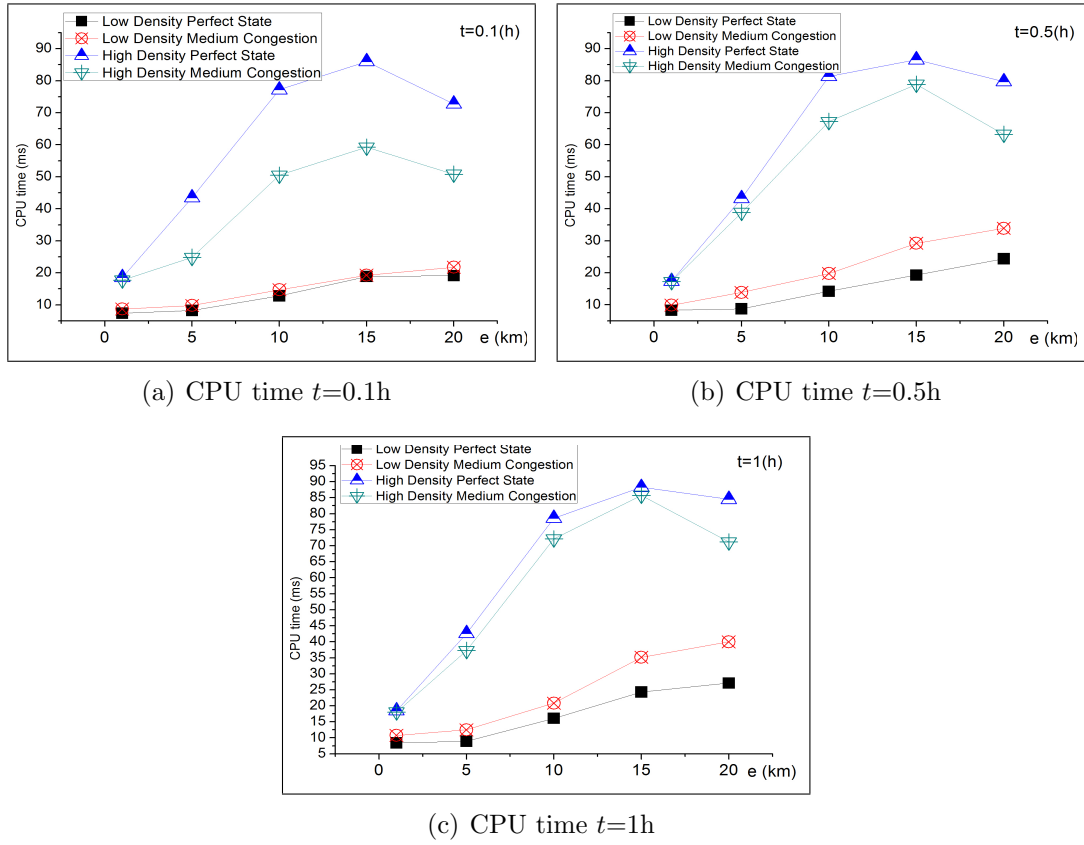 Low Density Perfect State
Low Density Medium Congestion
High Density Perfect State
High Density Medium Congestion
t=0.1(h)
90
80
70
60
50
40
30
20
10
CPU time (ms)
0 5 10 15 20 e (km)
(a) CPU time t=0.1h
Low Density Perfect State
Low Density Medium Congestion
High Density Perfect State
High Density Medium Congestion
t=0.5(h)
90
80
70
60
50
40
30
20
10
CPU time (ms)
0 5 10 15 20 e (km)
(b) CPU time t=0.5h
Low Density Perfect State
Low Density Medium Congestion
High Density Perfect State
High Density Medium Congestion
t=1(h)
95
90
85
80
75
70
65
60
55
50
45
40
35
30
25
20
15
10
5
CPU time (ms)
0 5 10 15 20 e (km)
(c) CPU time t=1h